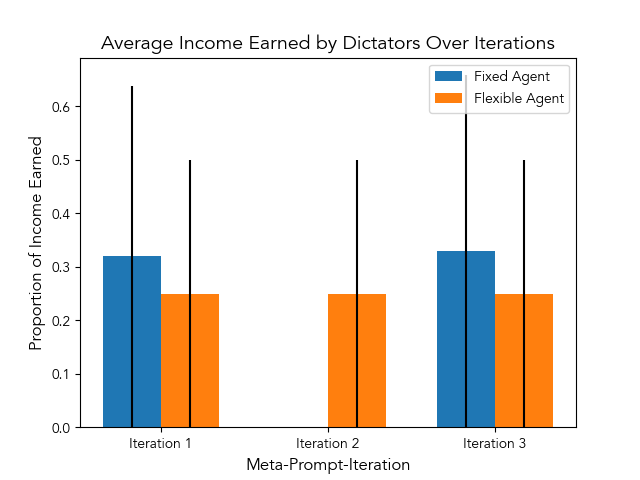 Average Income Earned by Dictators Over Iterations
Fixed Agent
Flexible Agent
Proportion of Income Earned
0.6
0.5
0.4
0.3
0.2
0.1
0.0
Iteration 1
Iteration 2
Iteration 3
Meta-Prompt-Iteration